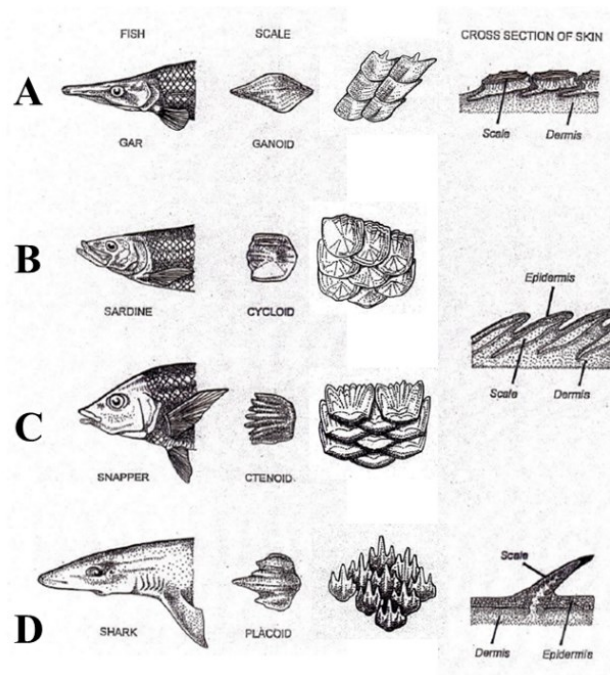 FISH SCALE CROSS SECTION OF SKIN
A
Scale Dermis
GAR GANOID
B
Epidermis
SARDINE CYCLOID
Scale Dermis
C
SNAPPER CTENOID
Scale
D
SHARK PLÀCOID
Dermis Epidermis